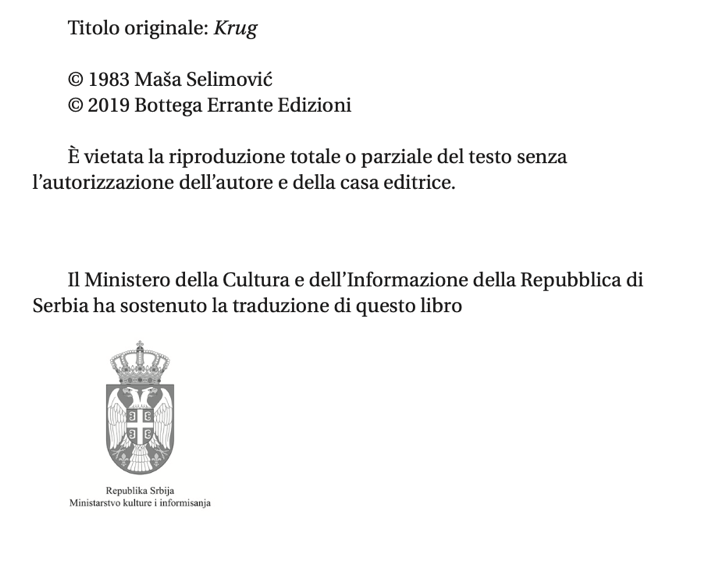 Titolo originale: Krug
© 1983 Maša Selimović
© 2019 Bottega Errante Edizioni
È vietata la riproduzione totale o parziale del testo senza
l’autorizzazione dell’autore e della casa editrice.
Il Ministero della Cultura e dell’Informazione della Repubblica di
Serbia ha sostenuto la traduzione di questo libro
Republika Srbija
Ministarstvo kulture i informisanja